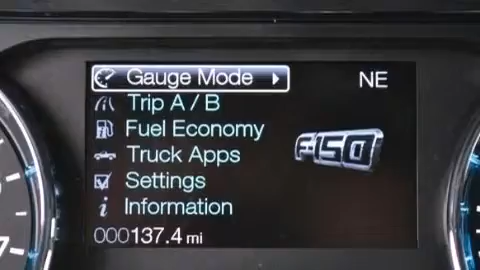 Gauge Mode NE
Trip A / B
Fuel Economy
F-150
Truck Apps
Settings
i Information
000137.4 mi